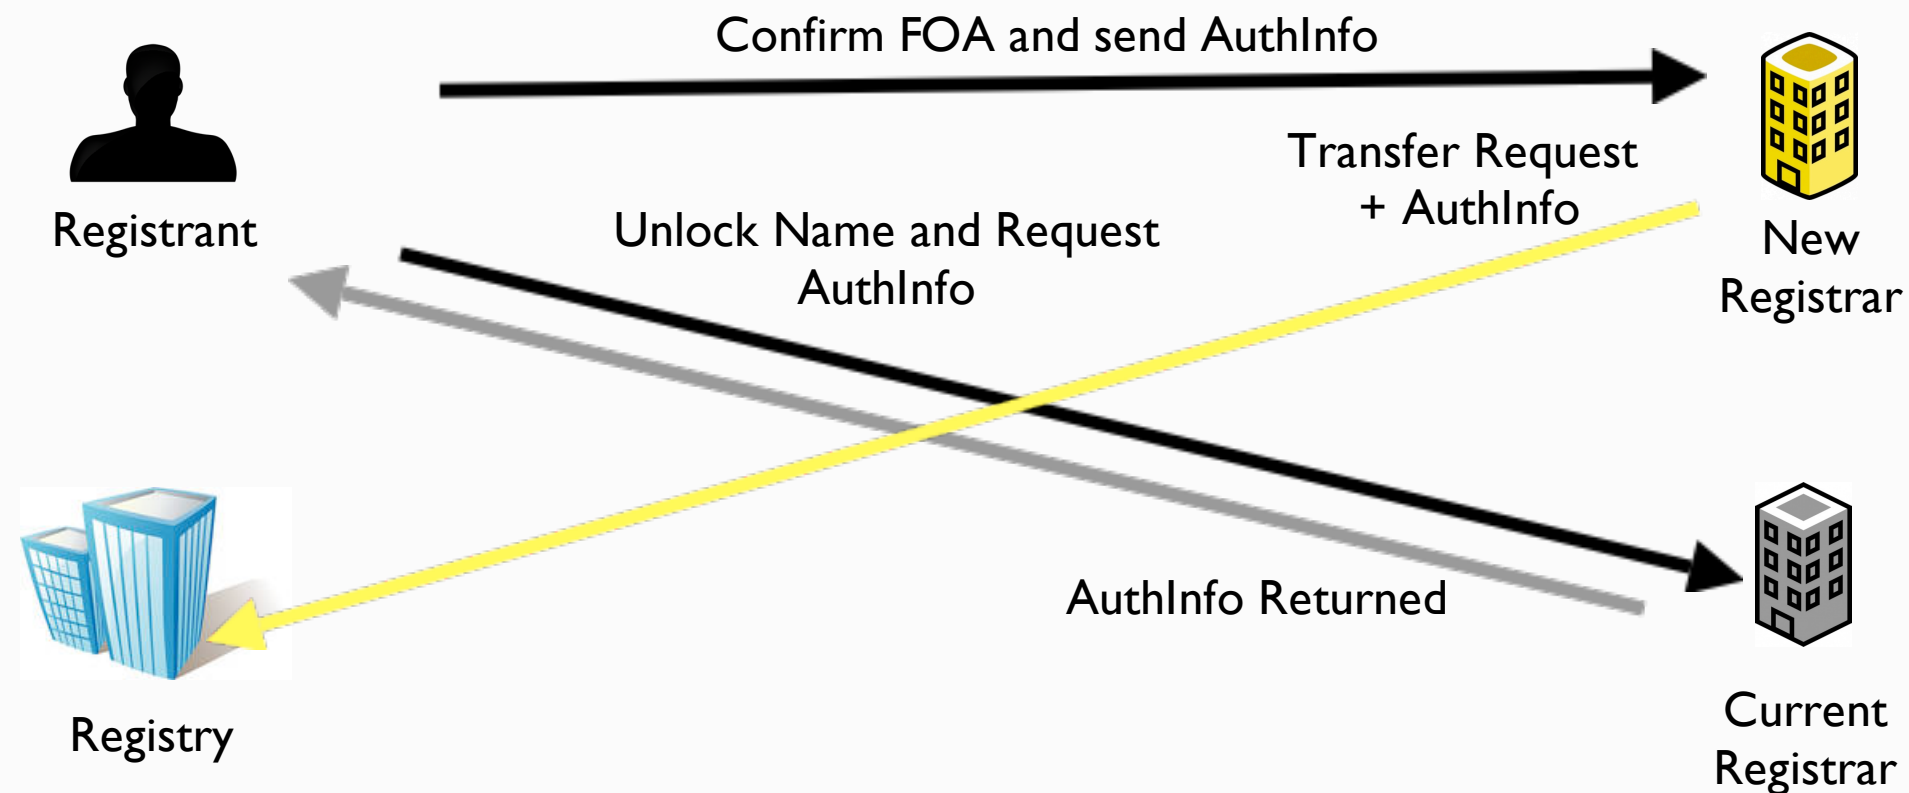 Confirm FOA and send AuthInfo
Transfer Request
+ AuthInfo
Registrant
Unlock Name and Request
AuthInfo
New
Registrar
AuthInfo Returned
Registry
Current
Registrar